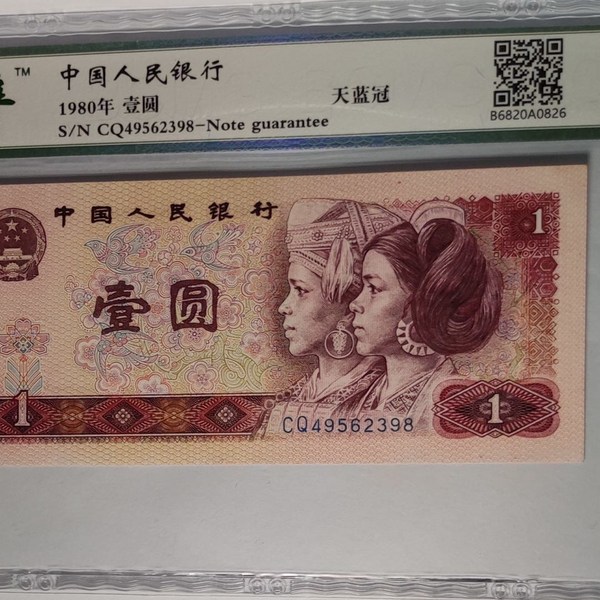 TM
中国人民银行
1980年 壹圆
天蓝冠
S/N CQ49562398-Note guarantee
B6820A0826
中国人民银行
1
壹圆
1
CQ49562398
1